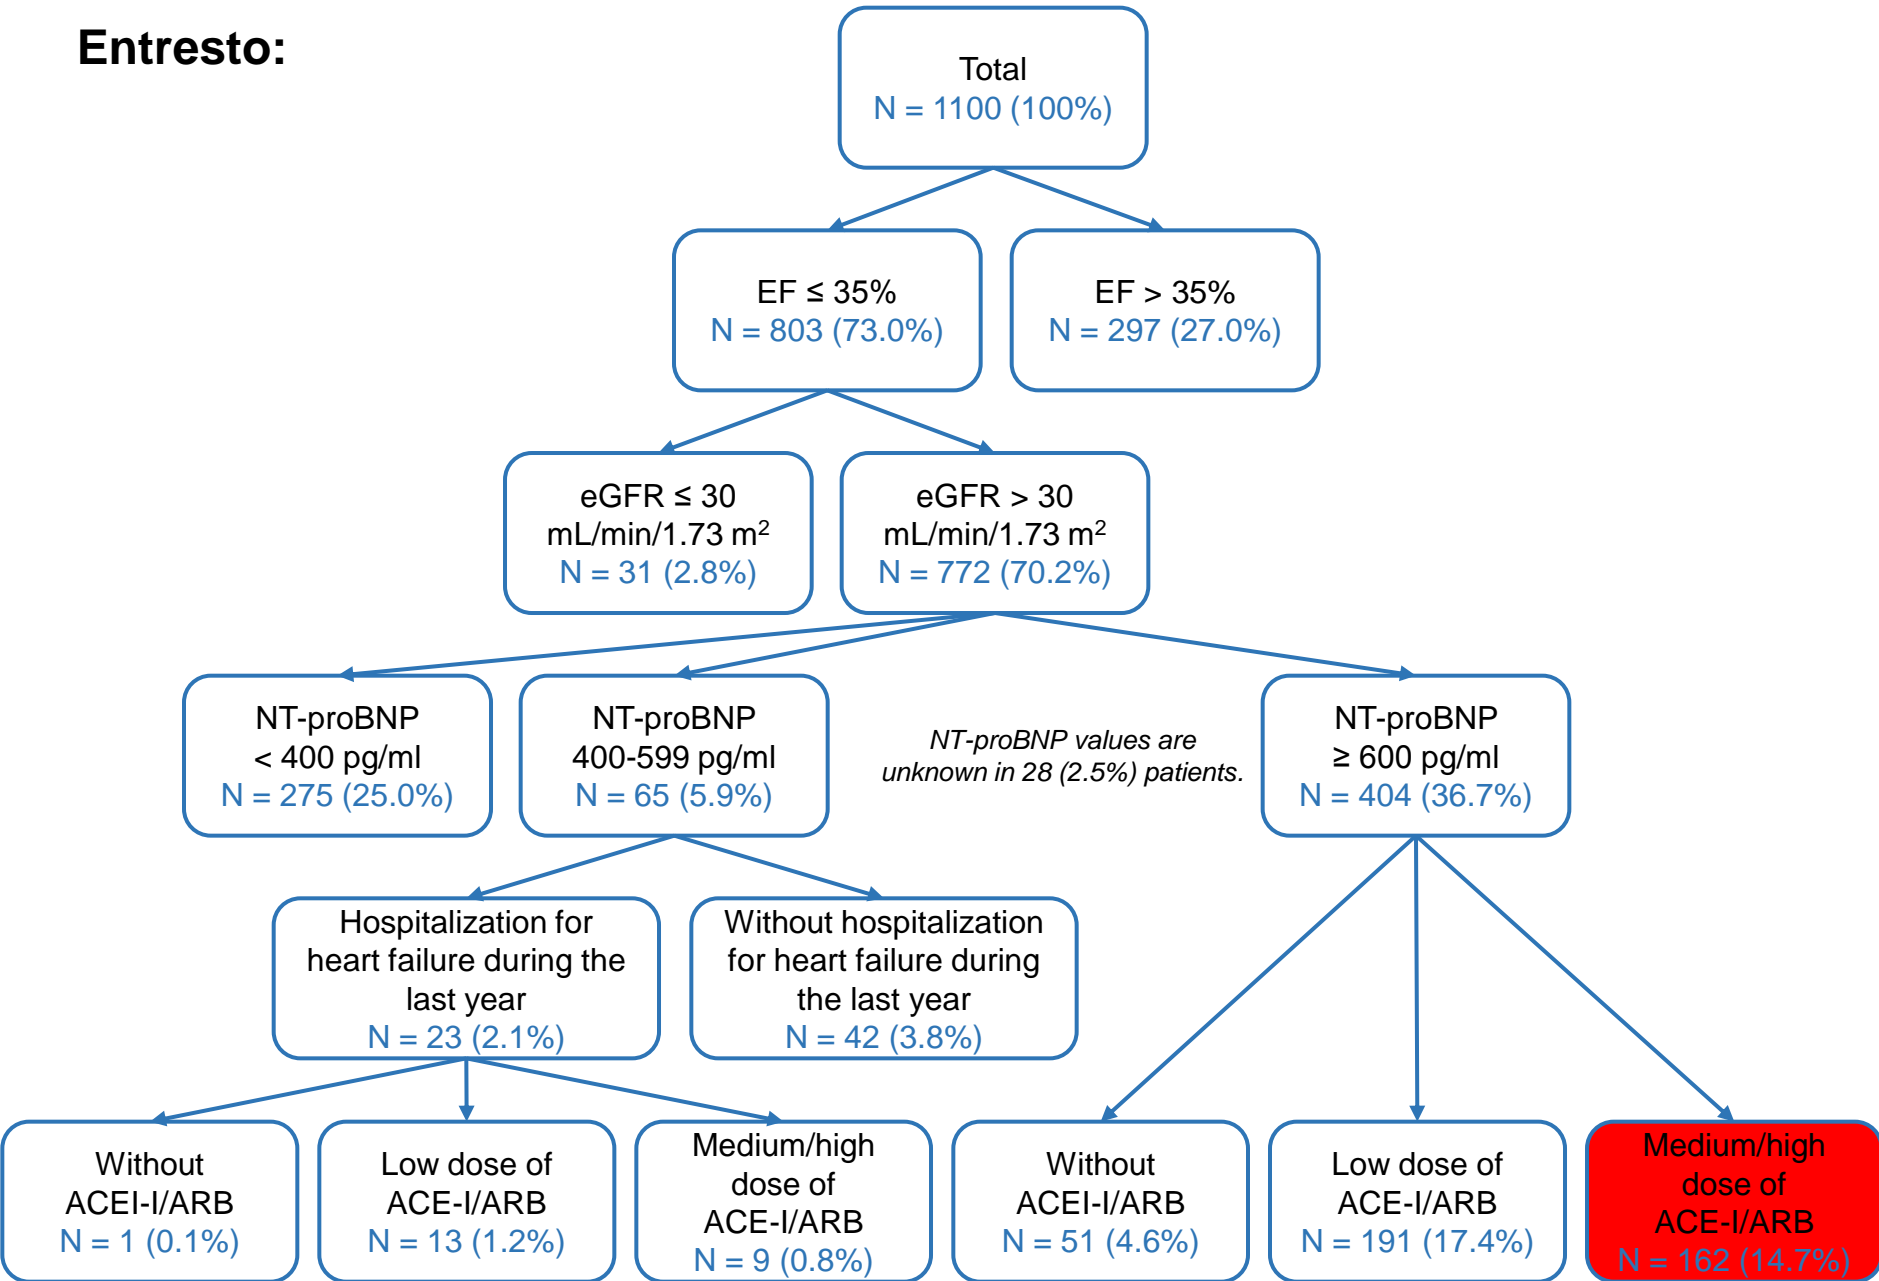 Entresto:
Total
N = 1100 (100%)
EF ≤ 35%
N = 803 (73.0%)
EF > 35%
N = 297 (27.0%)
eGFR ≤ 30
mL/min/1.73 m²
N = 31 (2.8%)
eGFR > 30
mL/min/1.73 m²
N = 772 (70.2%)
NT-proBNP
< 400 pg/ml
N = 275 (25.0%)
NT-proBNP
400-599 pg/ml
N = 65 (5.9%)
NT-proBNP values are
unknown in 28 (2.5%) patients.
NT-proBNP
≥ 600 pg/ml
N = 404 (36.7%)
Hospitalization for
heart failure during the
last year
N = 23 (2.1%)
Without hospitalization
for heart failure during
the last year
N = 42 (3.8%)
Without
ACEI-I/ARB
N = 1 (0.1%)
Low dose of
ACE-I/ARB
N = 13 (1.2%)
Medium/high
dose of
ACE-I/ARB
N = 9 (0.8%)
Without
ACEI-I/ARB
N = 51 (4.6%)
Low dose of
ACE-I/ARB
N = 191 (17.4%)
Medium/high
dose of
ACE-I/ARB
N = 162 (14.7%)